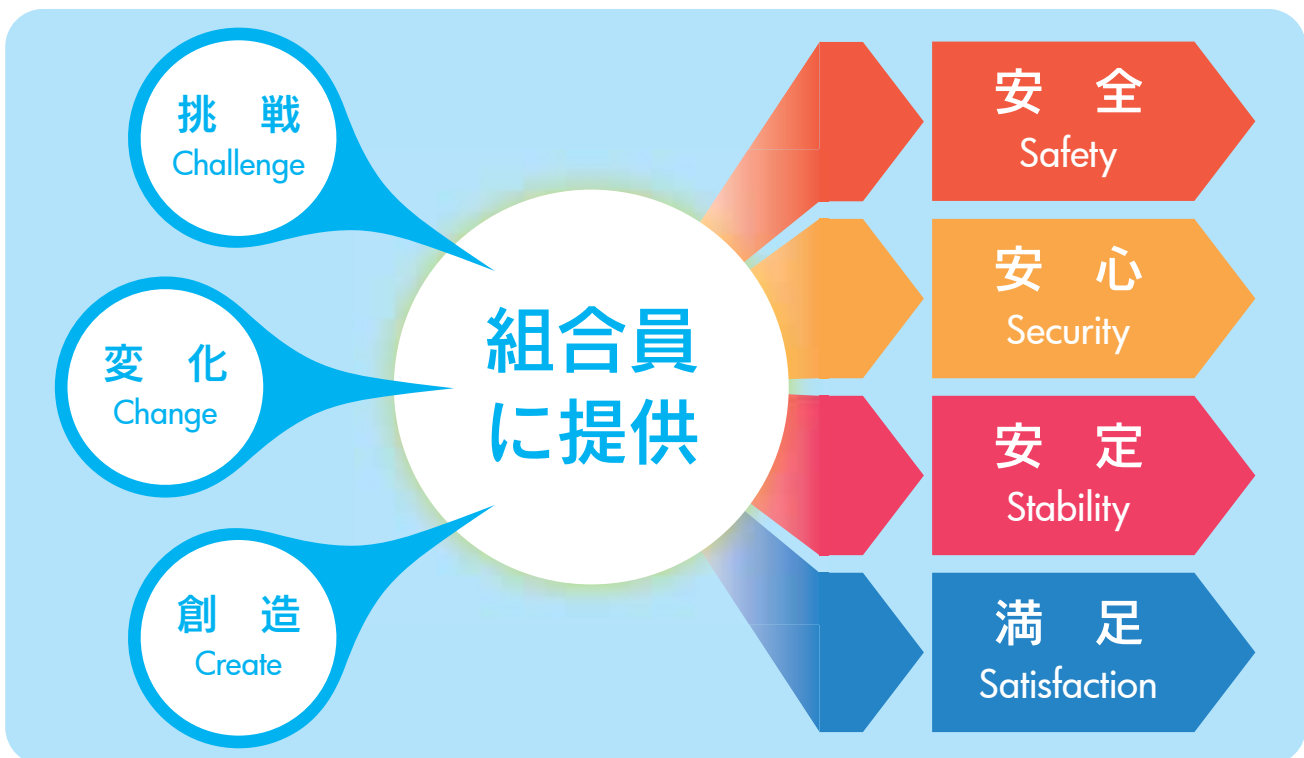 挑　戦
Challenge
変　化
Change
創　造
Create
組合員
に提供
安　全
Safety
安　心
Security
安　定
Stability
満　足
Satisfaction